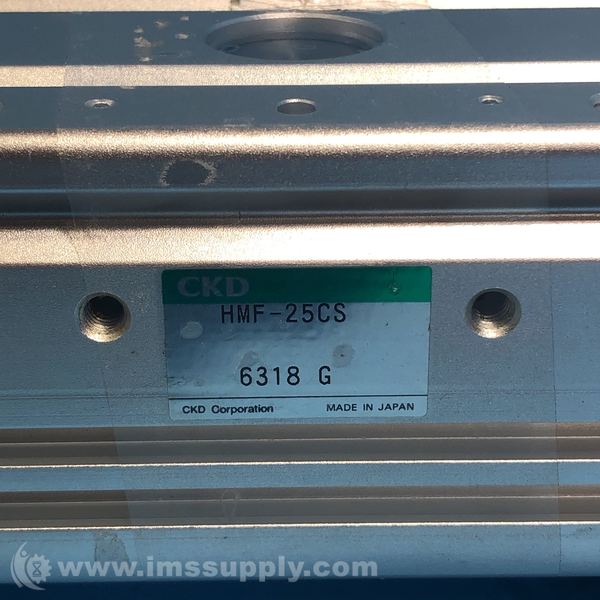 CKD
HMF-25CS
6318 G
CKD Corporation MADE IN JAPAN
www.imssupply.com